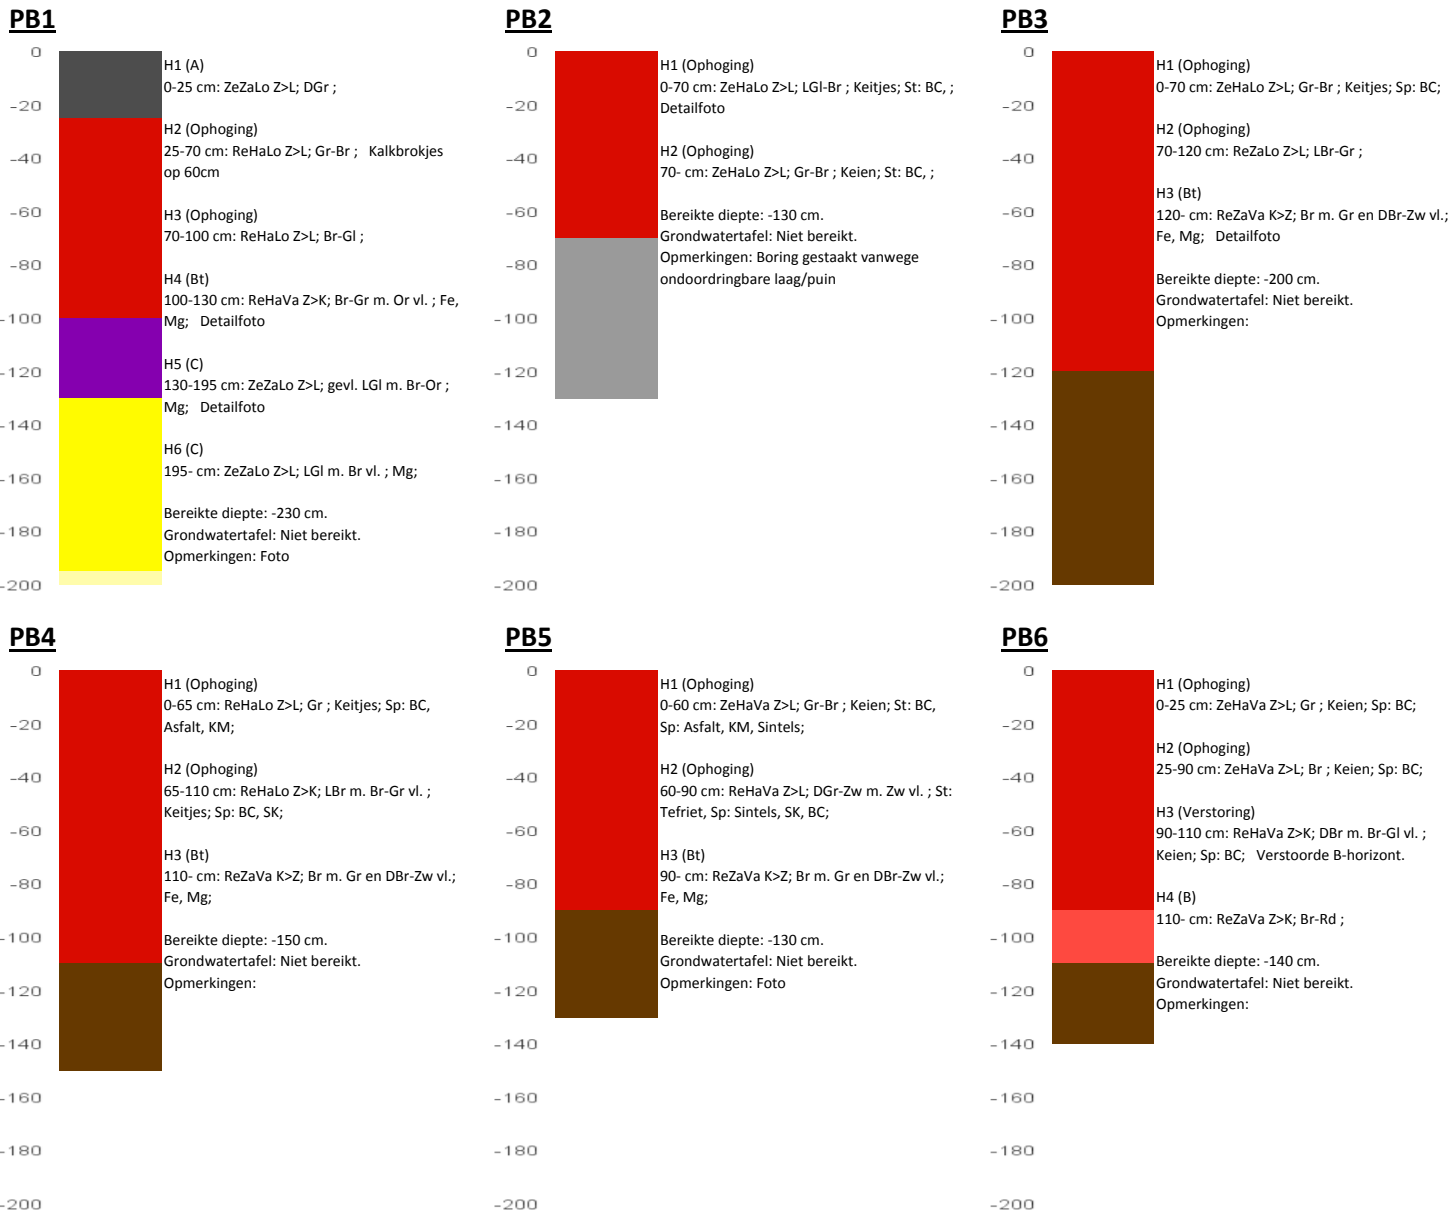 PB1
0
-20
-40
-60
-80
-100
-120
-140
-160
-180
-200
H1 (A)
0-25 cm: ZeZaLo Z>L; DGr ;
H2 (Ophoging)
25-70 cm: ReHaLo Z>L; Gr-Br ; Kalkbrokjes
op 60cm
H3 (Ophoging)
70-100 cm: ReHaLo Z>L; Br-Gl ;
H4 (Bt)
100-130 cm: ReHaVa Z>K; Br-Gr m. Or vl. ; Fe,
Mg; Detailfoto
H5 (C)
130-195 cm: ZeZaLo Z>L; gevl. LGl m. Br-Or ;
Mg; Detailfoto
H6 (C)
195- cm: ZeZaLo Z>L; LGl m. Br vl. ; Mg;
Bereikte diepte: -230 cm.
Grondwatertafel: Niet bereikt.
Opmerkingen: Foto
PB2
0
-20
-40
-60
-80
-100
-120
-140
-160
-180
-200
H1 (Ophoging)
0-70 cm: ZeHaLo Z>L; LGl-Br ; Keitjes; St: BC, ;
Detailfoto
H2 (Ophoging)
70- cm: ZeHaLo Z>L; Gr-Br ; Keien; St: BC, ;
Bereikte diepte: -130 cm.
Grondwatertafel: Niet bereikt.
Opmerkingen: Boring gestaakt vanwege
ondoordringbare laag/puin
PB3
0
-20
-40
-60
-80
-100
-120
-140
-160
-180
-200
H1 (Ophoging)
0-70 cm: ZeHaLo Z>L; Gr-Br ; Keitjes; Sp: BC;
H2 (Ophoging)
70-120 cm: ReZaLo Z>L; LBr-Gr ;
H3 (Bt)
120- cm: ReZaVa K>Z; Br m. Gr en DBr-Zw vl.;
Fe, Mg; Detailfoto
Bereikte diepte: -200 cm.
Grondwatertafel: Niet bereikt.
Opmerkingen:
PB4
0
-20
-40
-60
-80
-100
-120
-140
-160
-180
-200
H1 (Ophoging)
0-65 cm: ReHaLo Z>L; Gr ; Keitjes; Sp: BC,
Asfalt, KM;
H2 (Ophoging)
65-110 cm: ReHaLo Z>K; LBr m. Br-Gr vl. ;
Keitjes; Sp: BC, SK;
H3 (Bt)
110- cm: ReZaVa K>Z; Br m. Gr en DBr-Zw vl.;
Fe, Mg;
Bereikte diepte: -150 cm.
Grondwatertafel: Niet bereikt.
Opmerkingen:
PB5
0
-20
-40
-60
-80
-100
-120
-140
-160
-180
-200
H1 (Ophoging)
0-60 cm: ZeHaVa Z>L; Gr-Br ; Keien; St: BC,
Sp: Asfalt, KM, Sintels;
H2 (Ophoging)
60-90 cm: ReHaVa Z>L; DGr-Zw m. Zw vl. ; St:
Tefriet, Sp: Sintels, SK, BC;
H3 (Bt)
90- cm: ReZaVa K>Z; Br m. Gr en DBr-Zw vl.;
Fe, Mg;
Bereikte diepte: -130 cm.
Grondwatertafel: Niet bereikt.
Opmerkingen: Foto
PB6
0
-20
-40
-60
-80
-100
-120
-140
-160
-180
-200
H1 (Ophoging)
0-25 cm: ZeHaVa Z>L; Gr ; Keien; Sp: BC;
H2 (Ophoging)
25-90 cm: ZeHaVa Z>L; Br ; Keien; Sp: BC;
H3 (Verstoring)
90-110 cm: ReHaVa Z>K; DBr m. Br-Gl vl. ;
Keien; Sp: BC; Verstoorde B-horizont.
H4 (B)
110- cm: ReZaVa Z>K; Br-Rd ;
Bereikte diepte: -140 cm.
Grondwatertafel: Niet bereikt.
Opmerkingen: